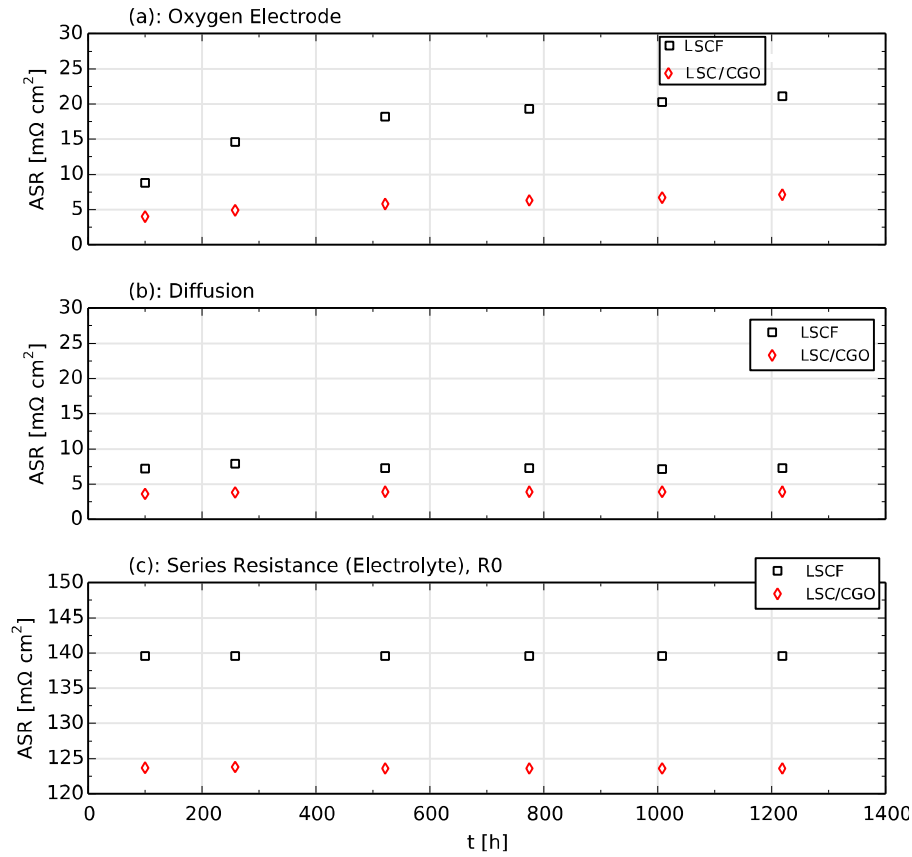 (a): Oxygen Electrode
30
25
20
15
10
5
0
ASR [mΩ cm²]
LSCF
LSC/CGO
(b): Diffusion
30
25
20
15
10
5
0
ASR [mΩ cm²]
LSCF
LSC/CGO
(c): Series Resistance (Electrolyte), R0
150
145
140
135
130
125
120
ASR [mΩ cm²]
LSCF
LSC/CGO
0 200 400 600 800 1000 1200 1400
t [h]